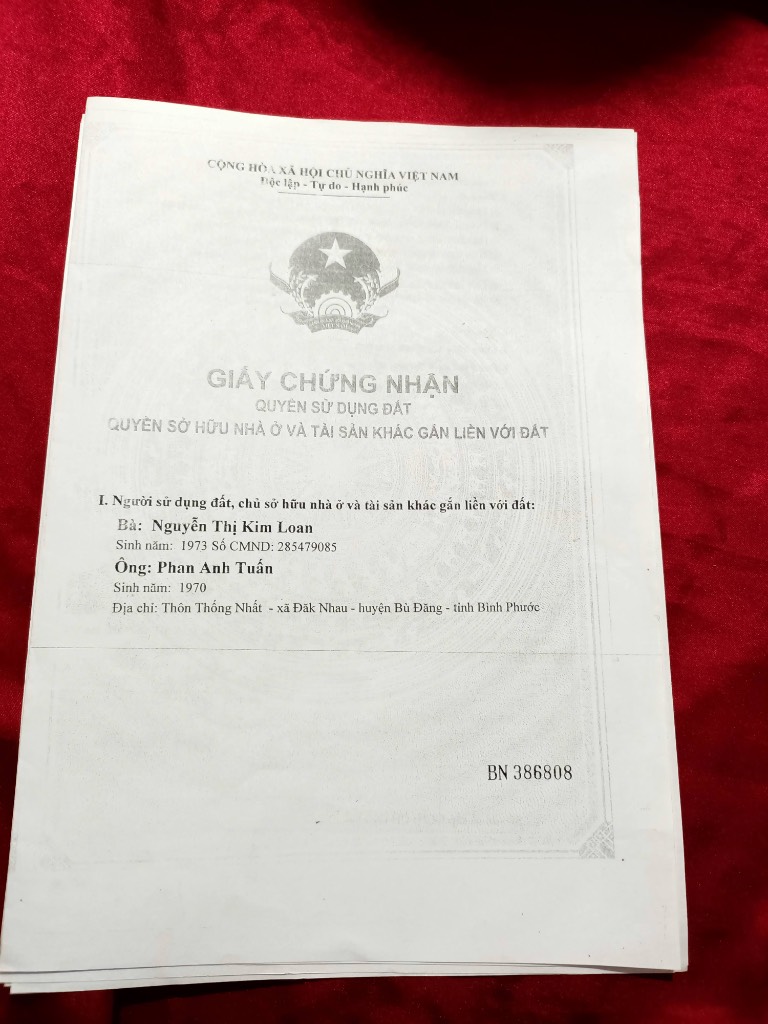 CỘNG HÒA XÃ HỘI CHỦ NGHĨA VIỆT NAM
Độc lập - Tự do - Hạnh phúc
GIẤY CHỨNG NHẬN
QUYỀN SỬ DỤNG ĐẤT
QUYỀN SỞ HỮU NHÀ Ở VÀ TÀI SẢN KHÁC GẮN LIỀN VỚI ĐẤT
I. Người sử dụng đất, chủ sở hữu nhà ở và tài sản khác gắn liền với đất:
Bà: Nguyễn Thị Kim Loan
Sinh năm: 1973 Số CMND: 285479085
Ông: Phan Anh Tuấn
Sinh năm: 1970
Địa chỉ: Thôn Thống Nhất - xã Đăk Nhau - huyện Bù Đăng - tỉnh Bình Phước
BN 386808